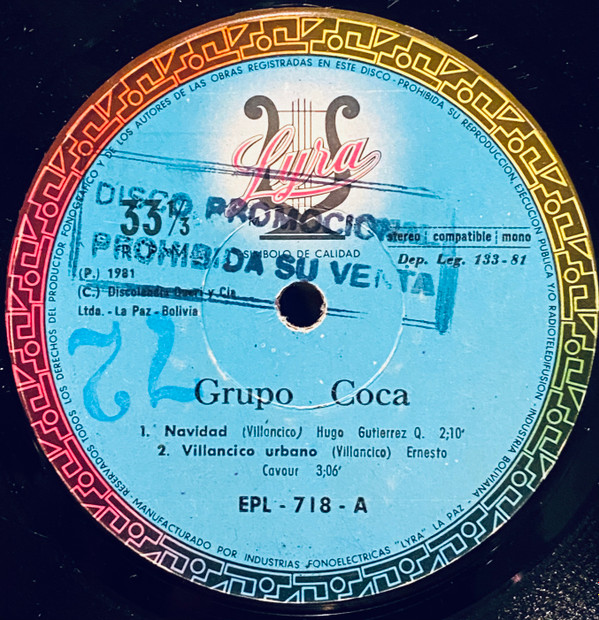 RESERVADOS TODOS LOS DERECHOS DEL PRODUCTOR FONOGRAFICO Y DE LOS AUTORES DE LAS OBRAS REGISTRADAS EN ESTE DISCO - PROHIBIDA SU REPRODUCCION, EJECUCION PUBLICA Y/O RADIOTELEDIFUSION - INDUSTRIA BOLIVIANA
Lyra
DISCO PROMOCION
PROHIBIDA SU VENTA
33⅓
R.P.M.
SIMBOLO DE CALIDAD
stereo compatible mono
Dep. Leg. 133-81
(P.) 1981
(C.) Discolandia Dueri y Cia
Ltda. - La Paz - Bolivia
22
Grupo Coca
1. Navidad (Villancico) Hugo Gutierrez Q. 2;10'
2. Villancico urbano (Villancico) Ernesto
Cavour 3;06'
EPL - 718 - A
MANUFACTURADO POR INDUSTRIAS FONOELECTRICAS "LYRA" LA PAZ -